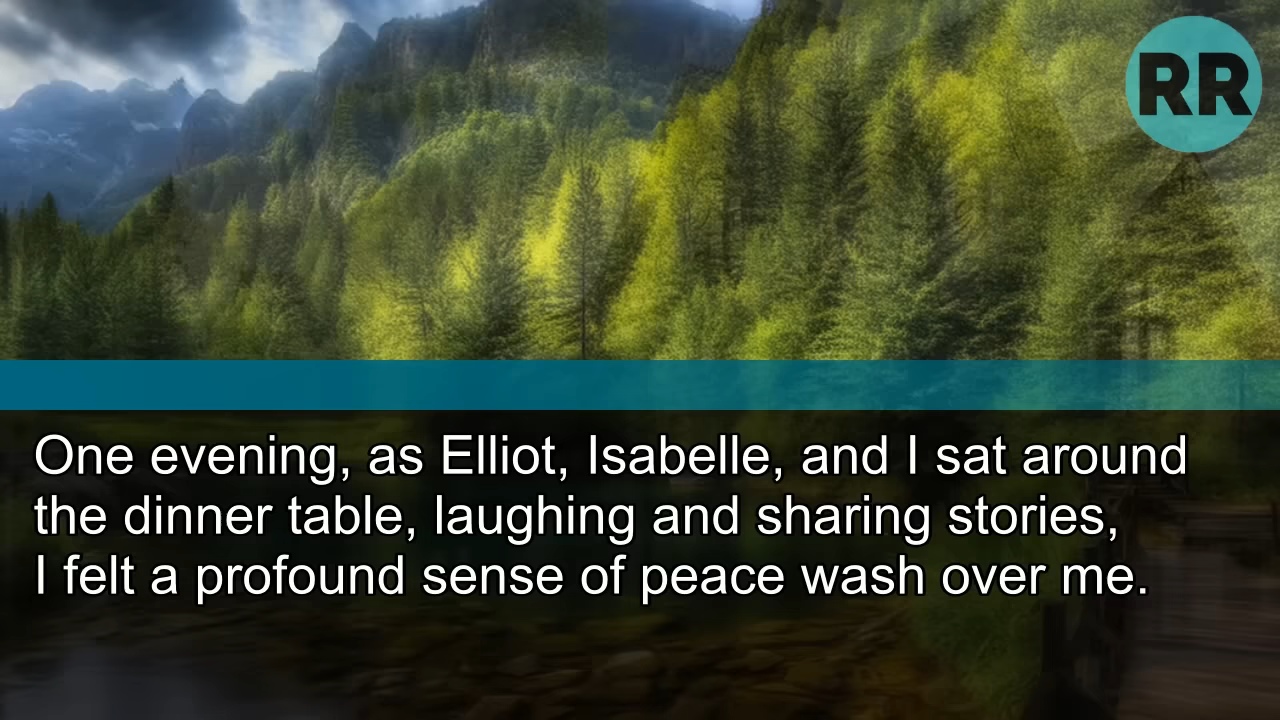 RR
One evening, as Elliot, Isabelle, and I sat around
the dinner table, laughing and sharing stories,
I felt a profound sense of peace wash over me.